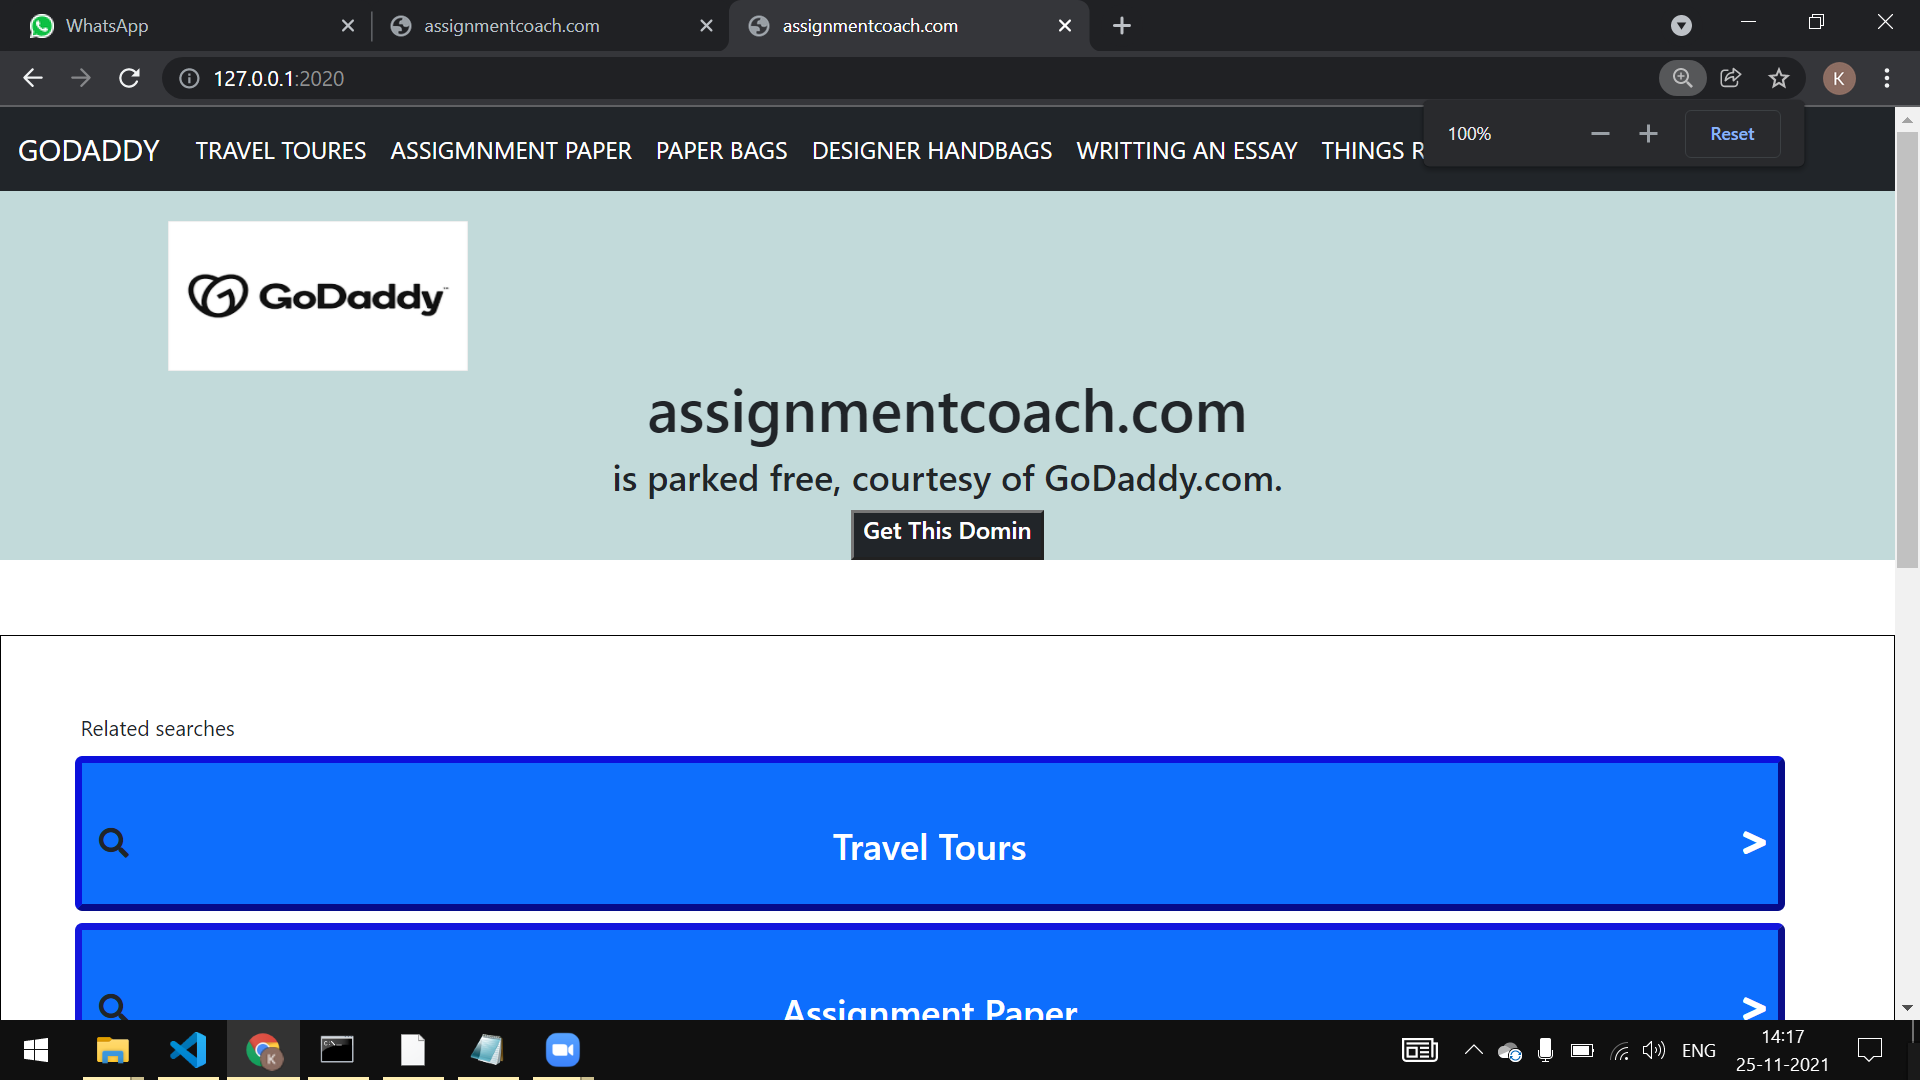 WhatsApp
assignmentcoach.com
assignmentcoach.com
127.0.0.1:2020
K
100%
Reset
GODADDY TRAVEL TOURES ASSIGMNMENT PAPER PAPER BAGS DESIGNER HANDBAGS WRITTING AN ESSAY THINGS
GoDaddy
assignmentcoach.com
is parked free, courtesy of GoDaddy.com.
Get This Domin
Related searches
Travel Tours >
Assignment Paper >
K
ENG
14:17
25-11-2021